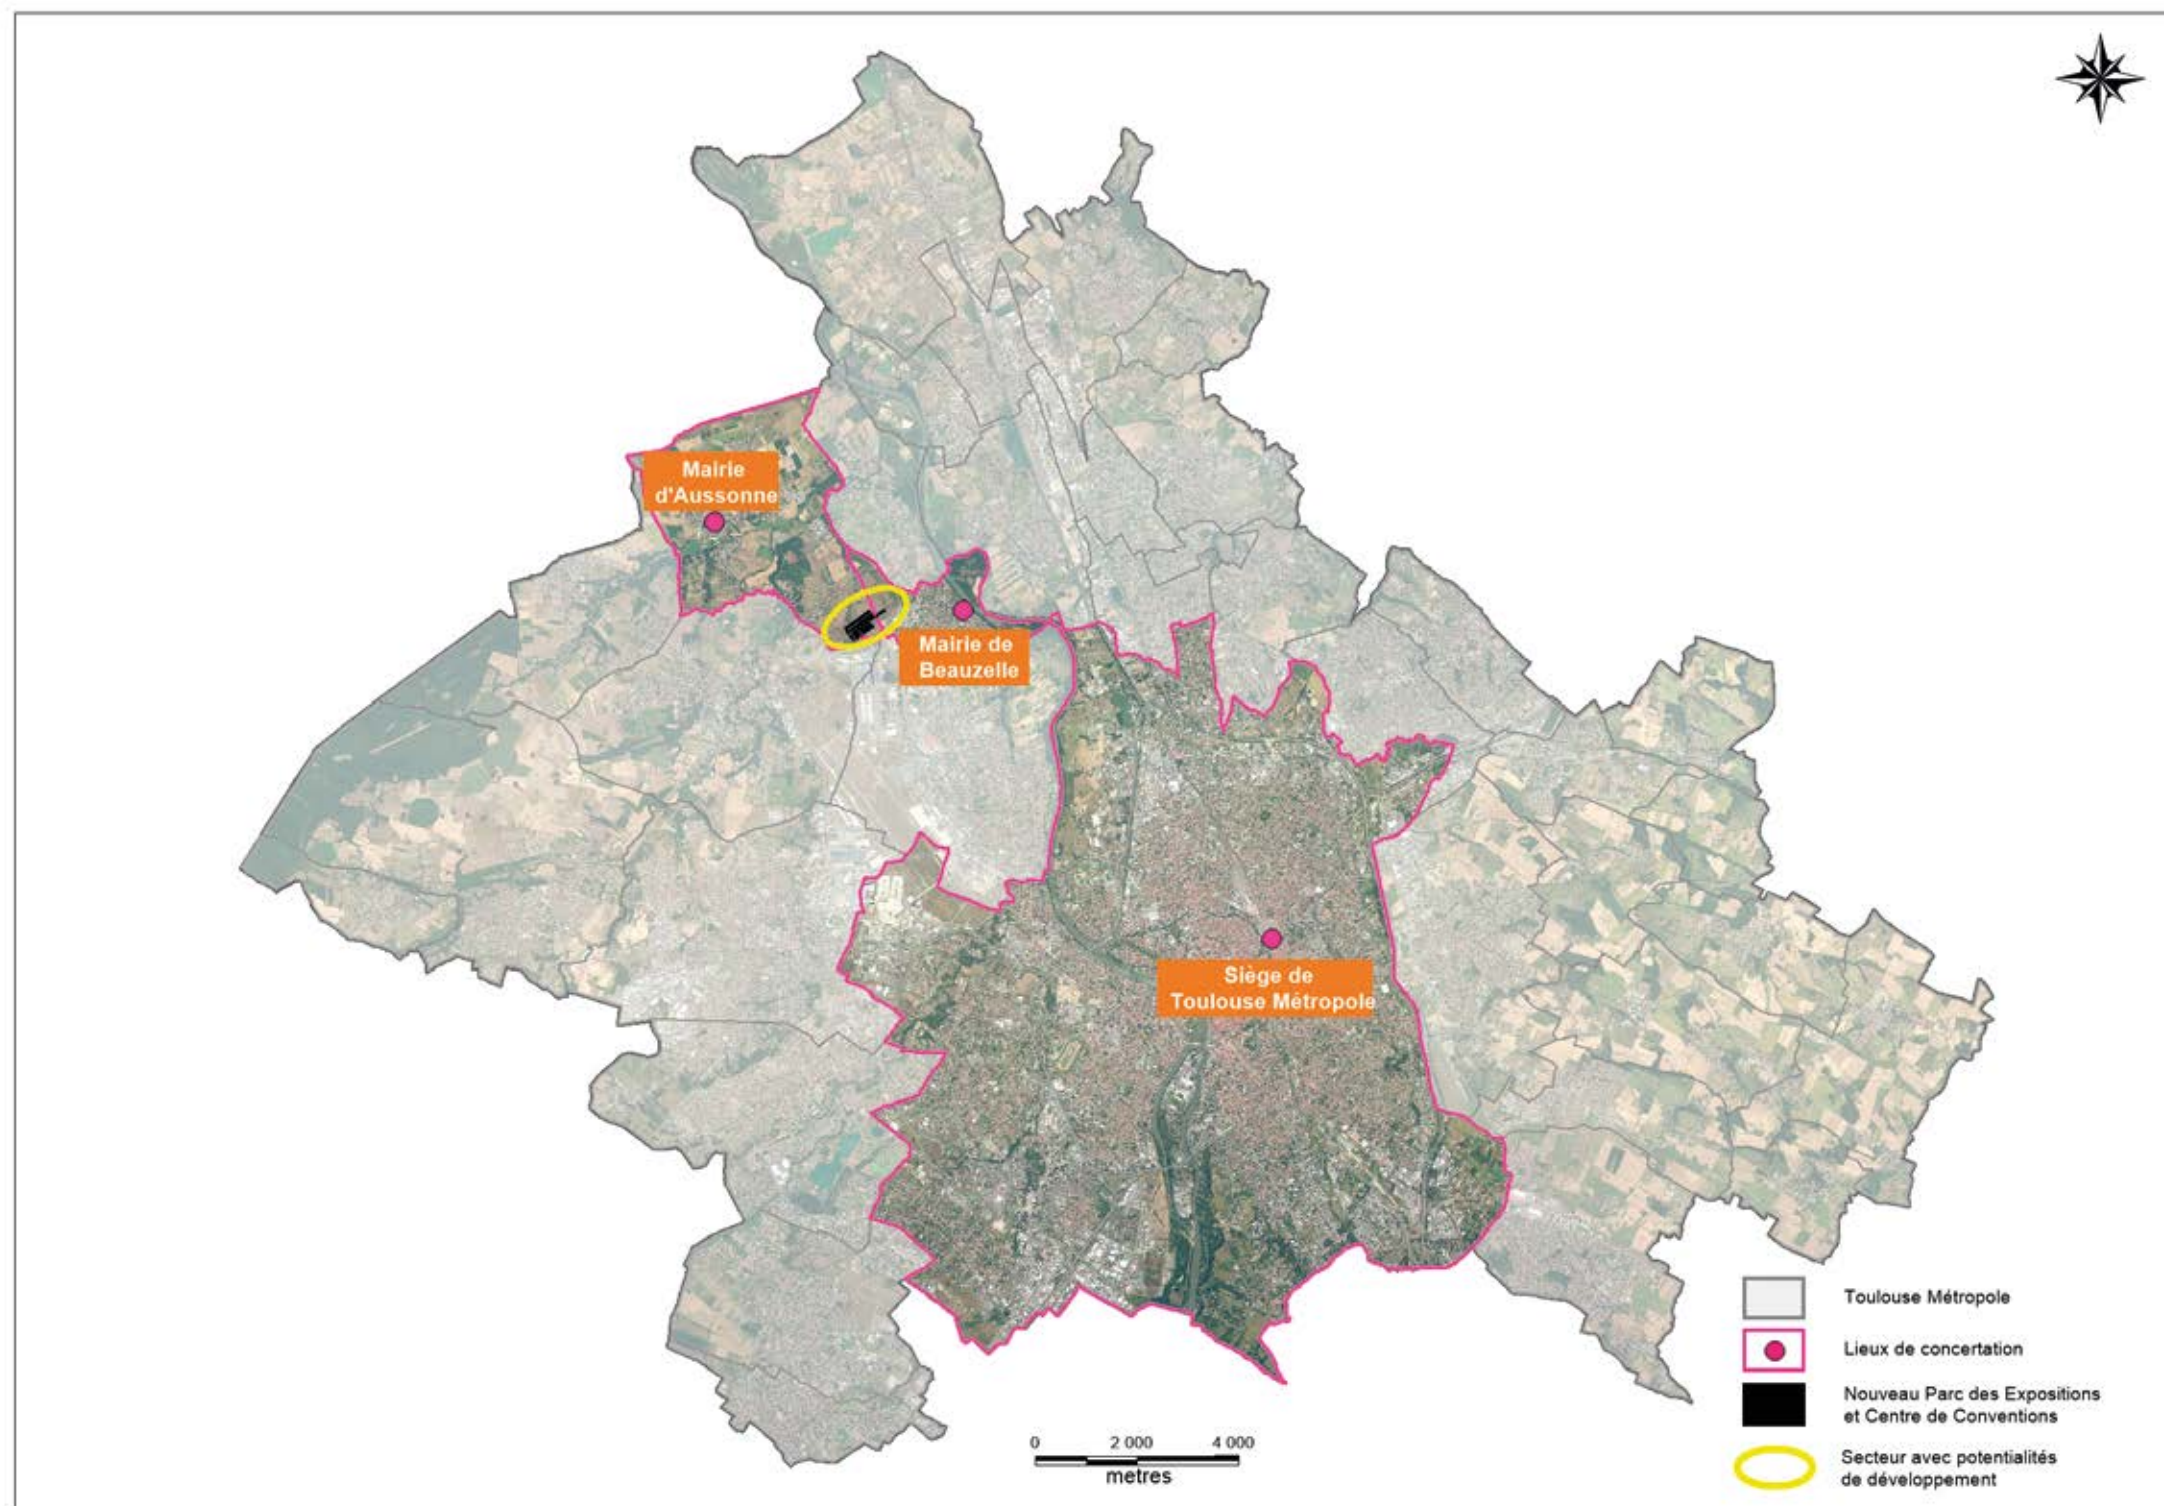 Mairie
d'Aussonne
Mairie de
Beauzelle
Siège de
Toulouse Métropole
Toulouse Métropole
Lieux de concertation
Nouveau Parc des Expositions
et Centre de Conventions
Secteur avec potentialités
de développement
0 2 000 4 000
metres